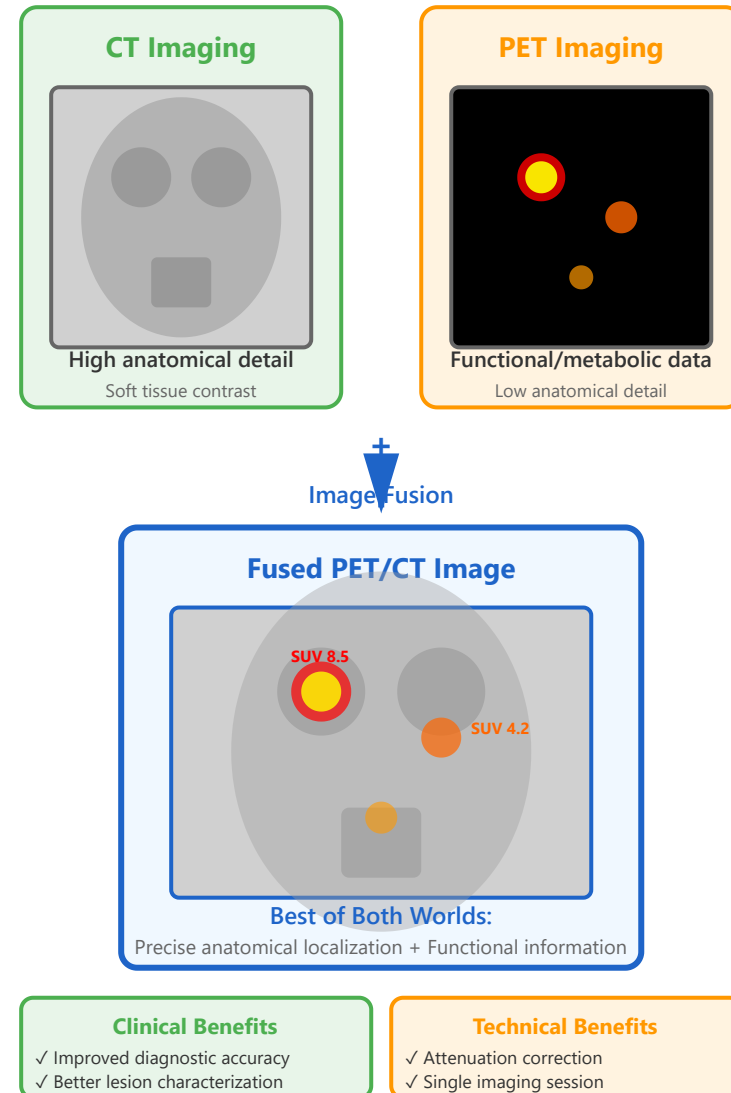 CT Imaging
High anatomical detail
Soft tissue contrast
PET Imaging
Functional/metabolic data
Low anatomical detail
+
Image Fusion
Fused PET/CT Image
SUV 8.5
SUV 4.2
Best of Both Worlds:
Precise anatomical localization + Functional information
Clinical Benefits
✓ Improved diagnostic accuracy
✓ Better lesion characterization
Technical Benefits
✓ Attenuation correction
✓ Single imaging session